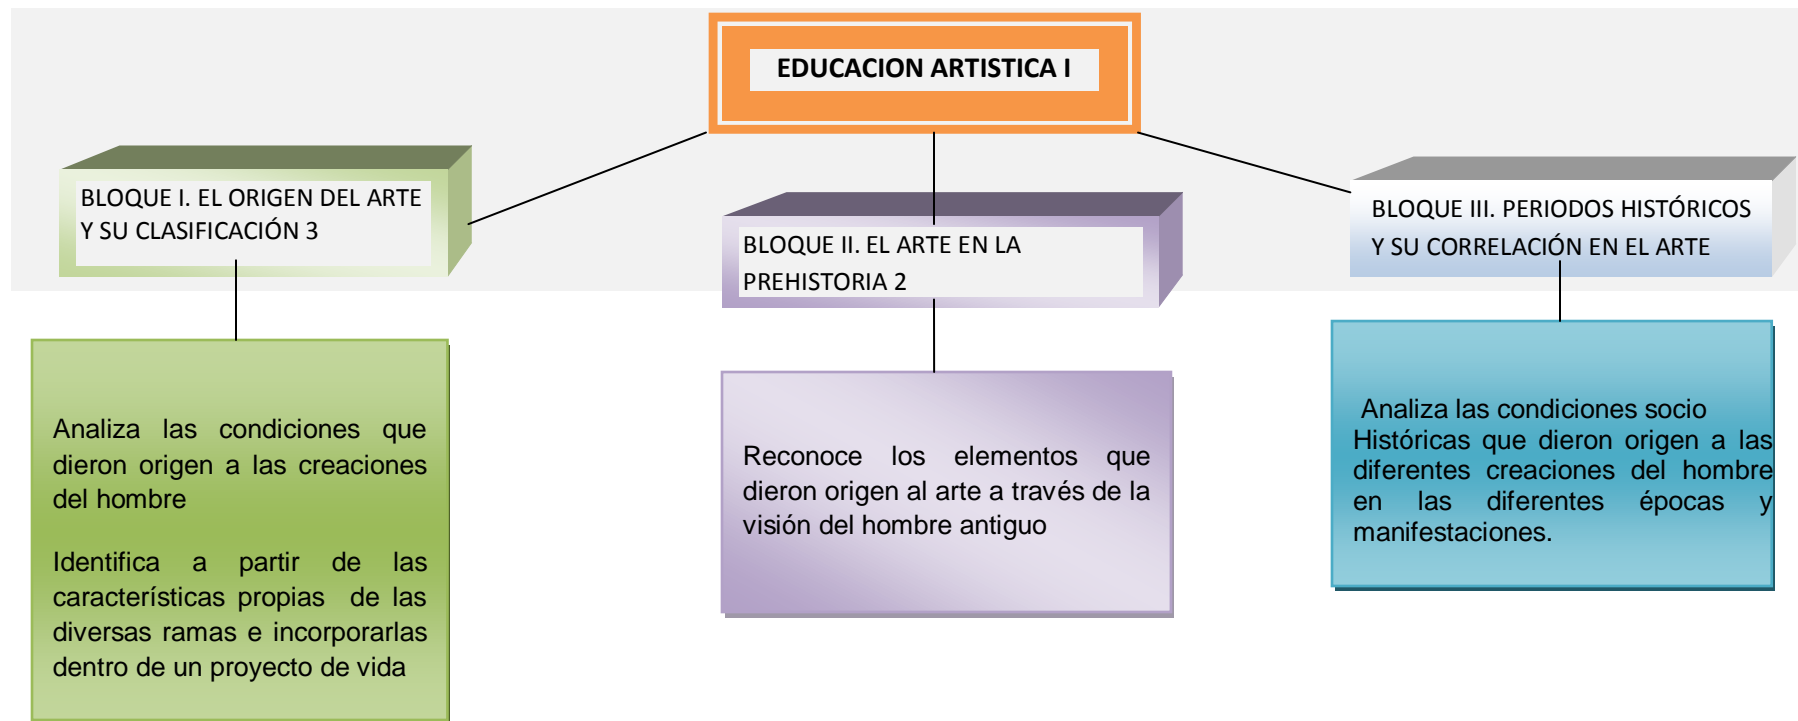 EDUCACION ARTISTICA I
BLOQUE I. EL ORIGEN DEL ARTE
Y SU CLASIFICACIÓN 3
BLOQUE II. EL ARTE EN LA
PREHISTORIA 2
BLOQUE III. PERIODOS HISTÓRICOS
Y SU CORRELACIÓN EN EL ARTE
Analiza las condiciones que
dieron origen a las creaciones
del hombre
Identifica a partir de las
características propias de las
diversas ramas e incorporarlas
dentro de un proyecto de vida
Reconoce los elementos que
dieron origen al arte a través de la
visión del hombre antiguo
Analiza las condiciones socio
Históricas que dieron origen a las
diferentes creaciones del hombre
en las diferentes épocas y
manifestaciones.